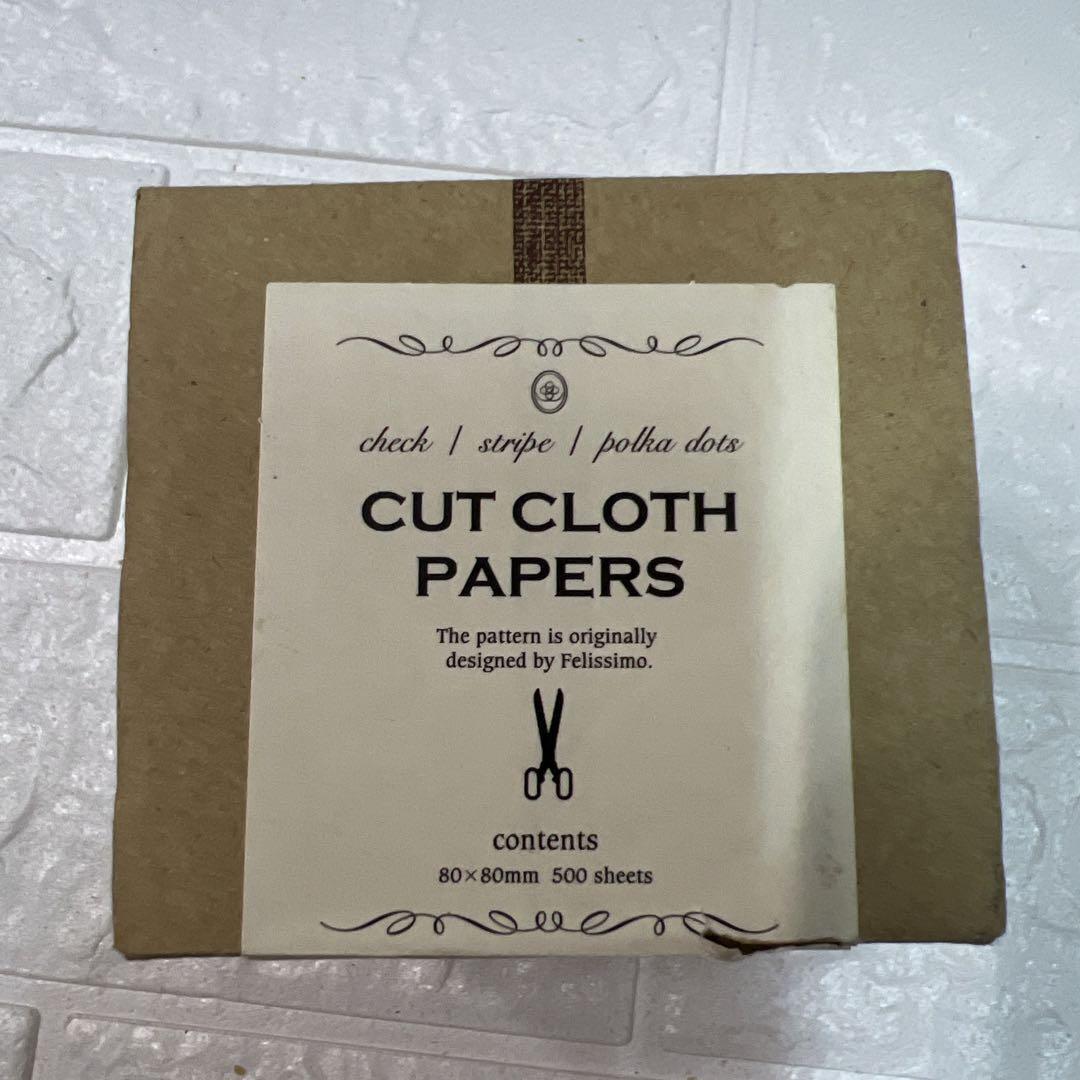 check / stripe / polka dots
CUT CLOTH
PAPERS
The pattern is originally
designed by Felissimo.
contents
80×80mm 500 sheets